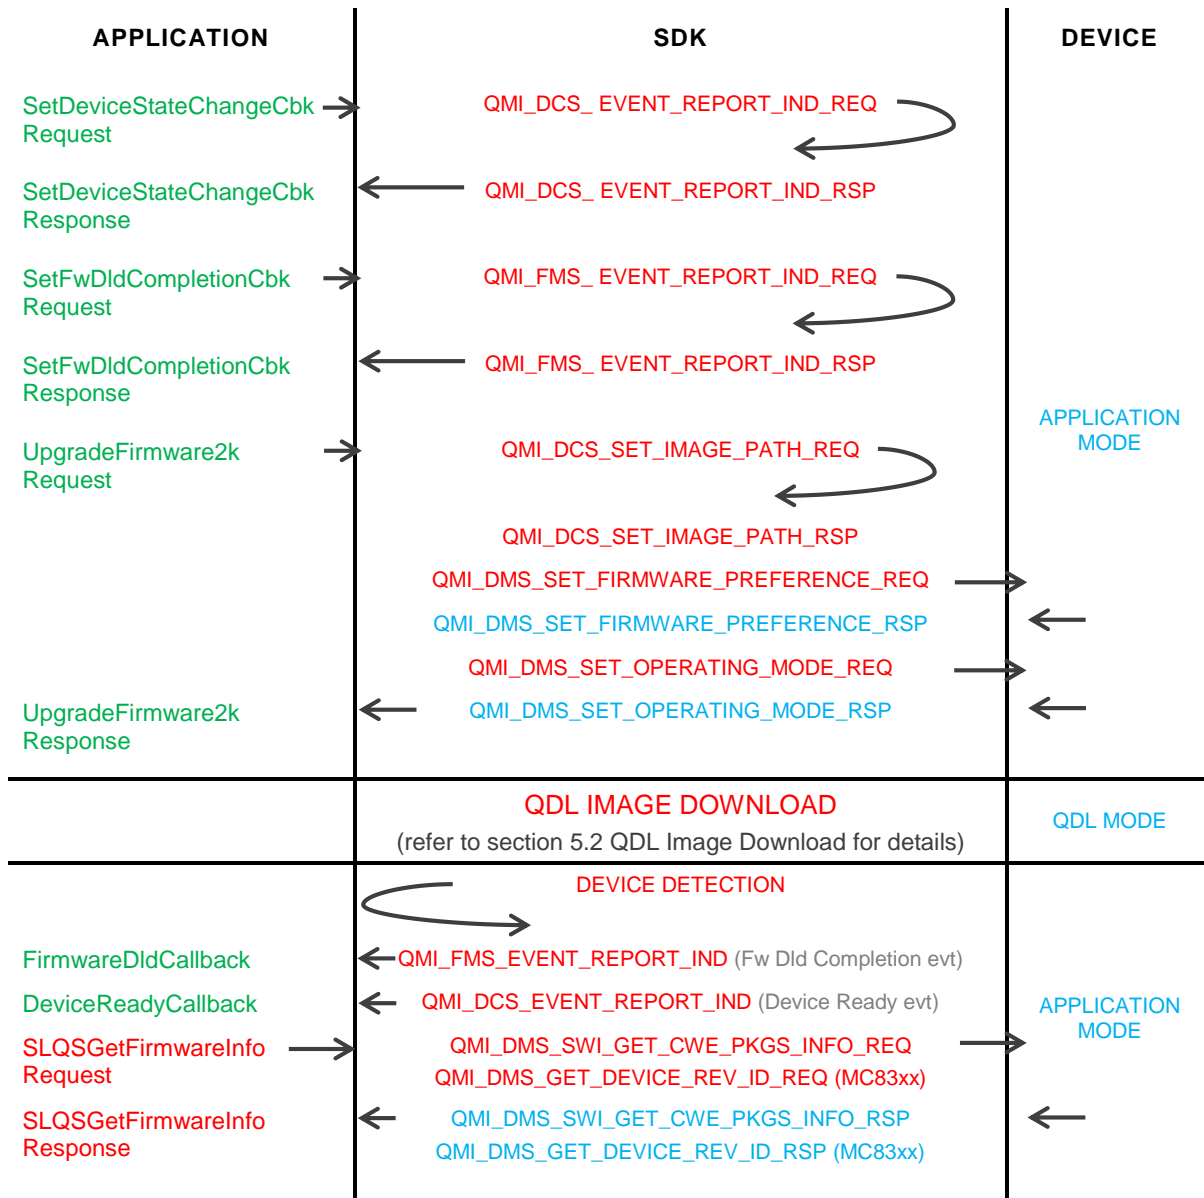 APPLICATION SDK DEVICE
SetDeviceStateChangeCbk QMI_DCS_ EVENT_REPORT_IND_REQ
Request
SetDeviceStateChangeCbk QMI_DCS_ EVENT_REPORT_IND_RSP
Response
SetFwDldCompletionCbk QMI_FMS_ EVENT_REPORT_IND_REQ
Request
SetFwDldCompletionCbk QMI_FMS_ EVENT_REPORT_IND_RSP
Response
APPLICATION
MODE
UpgradeFirmware2k QMI_DCS_SET_IMAGE_PATH_REQ
Request
QMI_DCS_SET_IMAGE_PATH_RSP
QMI_DMS_SET_FIRMWARE_PREFERENCE_REQ
QMI_DMS_SET_FIRMWARE_PREFERENCE_RSP
QMI_DMS_SET_OPERATING_MODE_REQ
UpgradeFirmware2k QMI_DMS_SET_OPERATING_MODE_RSP
Response
QDL IMAGE DOWNLOAD
(refer to section 5.2 QDL Image Download for details)
QDL MODE
DEVICE DETECTION
FirmwareDldCallback QMI_FMS_EVENT_REPORT_IND (Fw Dld Completion evt)
DeviceReadyCallback QMI_DCS_EVENT_REPORT_IND (Device Ready evt)
APPLICATION
MODE
SLQSGetFirmwareInfo QMI_DMS_SWI_GET_CWE_PKGS_INFO_REQ
Request QMI_DMS_GET_DEVICE_REV_ID_REQ (MC83xx)
SLQSGetFirmwareInfo QMI_DMS_SWI_GET_CWE_PKGS_INFO_RSP
Response QMI_DMS_GET_DEVICE_REV_ID_RSP (MC83xx)